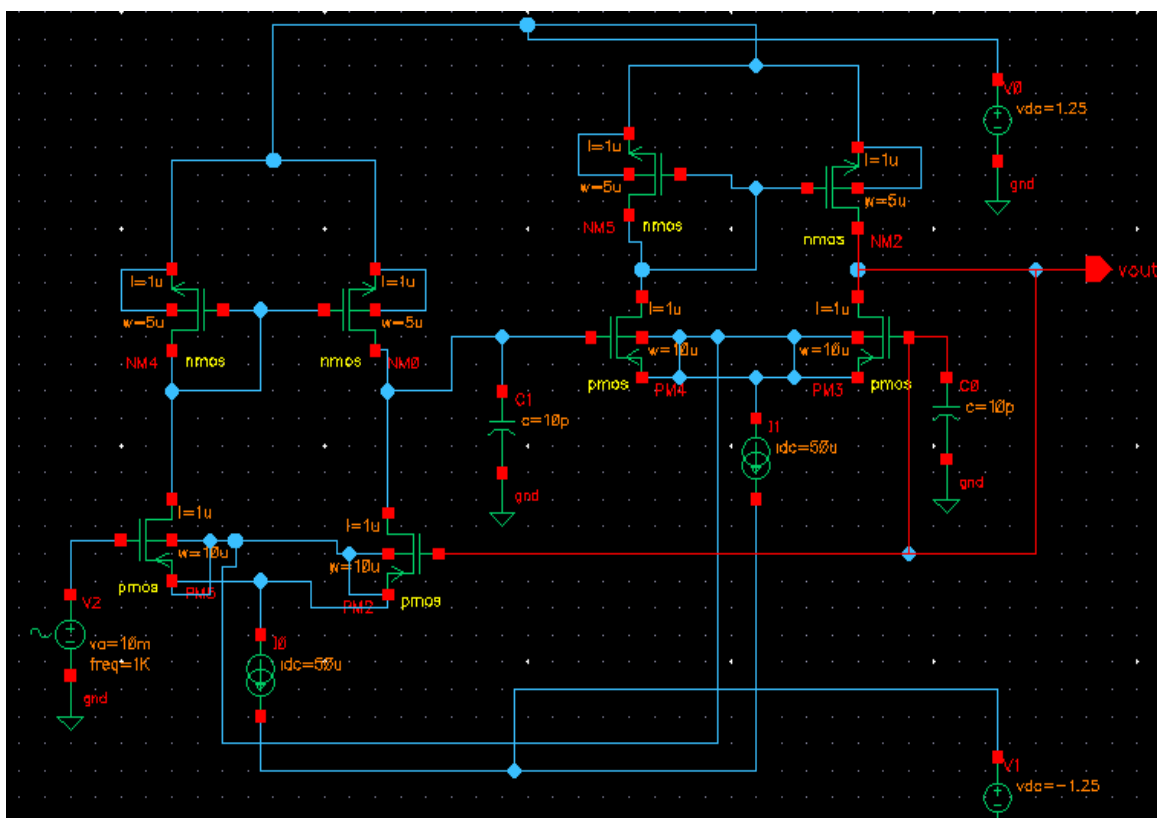 V0
vdc=1.25
gnd
l=1u
w=5u
NM5
nmos
l=1u
w=5u
nmos
NM2
vout
l=1u
w=5u
NM4
nmos
l=1u
w=5u
nmos
NM0
l=1u
w=10u
pmos
PM4
l=1u
w=10u
PM3
pmos
C1
c=10p
gnd
I1
idc=50u
C0
c=10p
gnd
l=1u
w=10u
pmos
l=1u
w=10u
PM2
pmos
V2
va=10m
freq=1K
gnd
I0
idc=50u
V1
vdc=-1.25